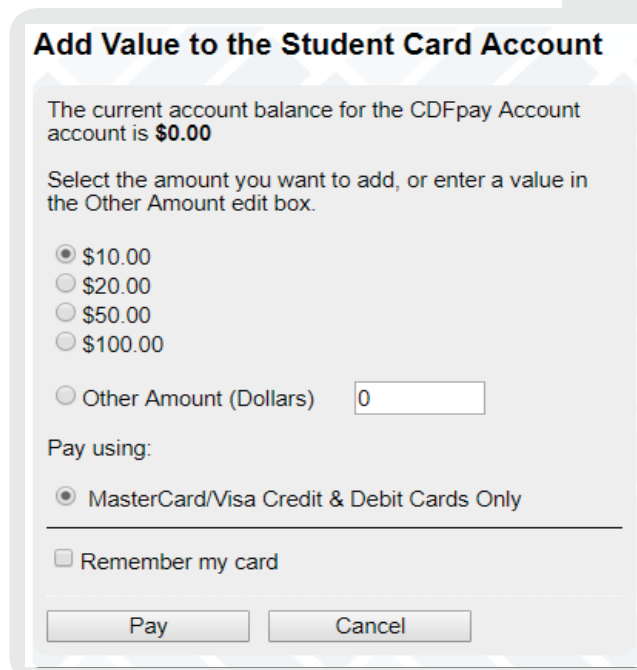 Add Value to the Student Card Account
The current account balance for the CDFpay Account
account is $0.00
Select the amount you want to add, or enter a value in
the Other Amount edit box.
$10.00
$20.00
$50.00
$100.00
Other Amount (Dollars) 0
Pay using:
MasterCard/Visa Credit & Debit Cards Only
Remember my card
Pay Cancel